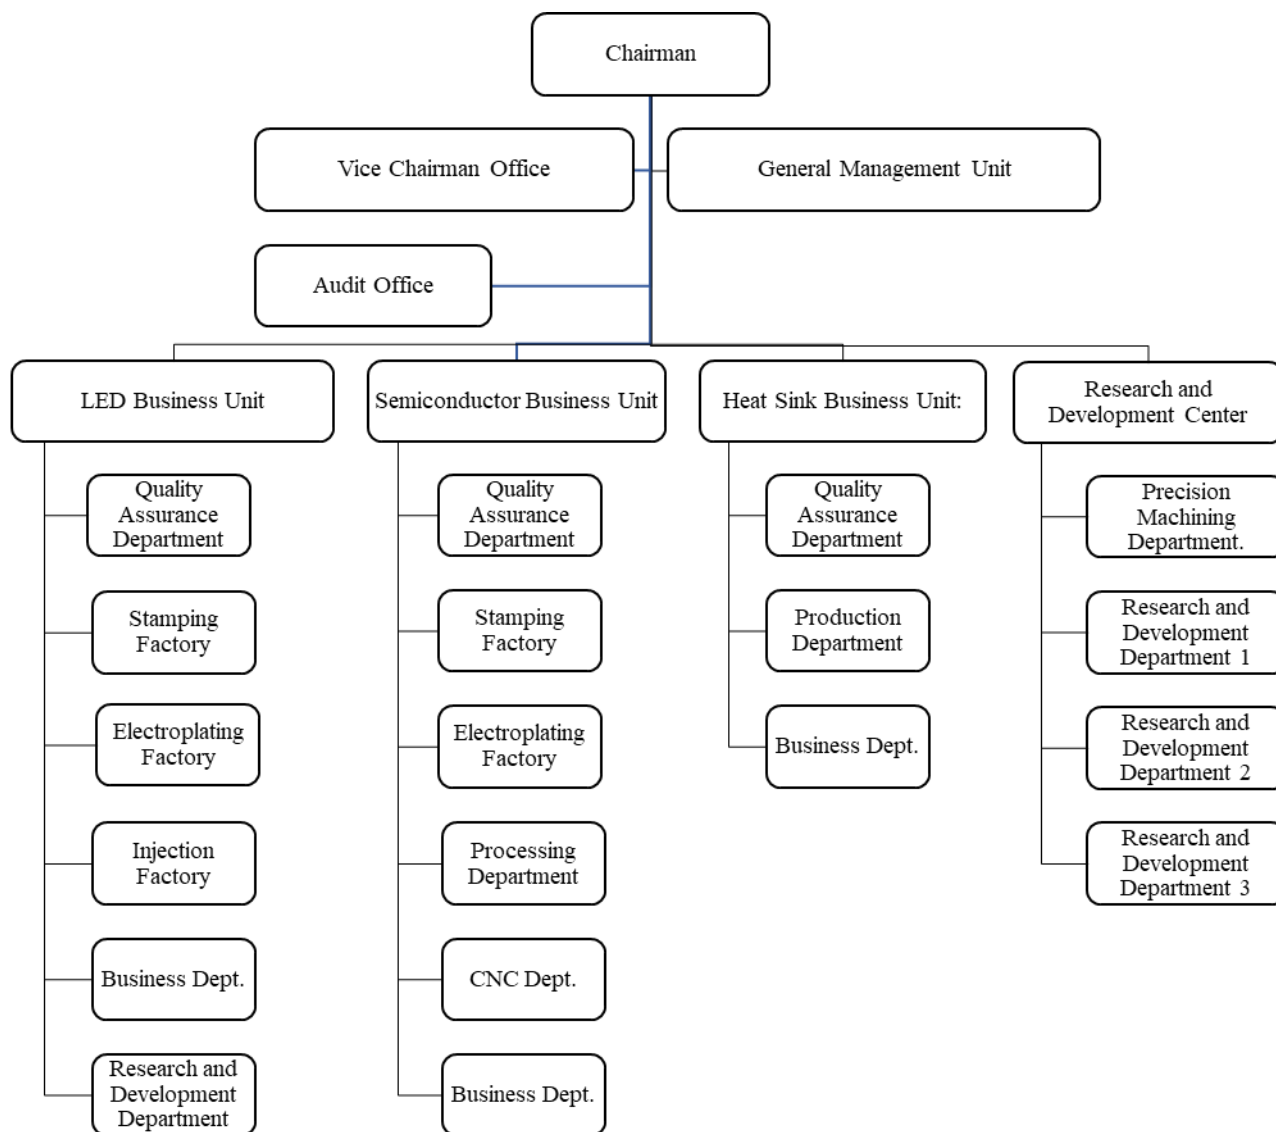 Chairman
Vice Chairman Office
General Management Unit
Audit Office
LED Business Unit
Semiconductor Business Unit
Heat Sink Business Unit:
Research and
Development Center
Quality
Assurance
Department
Stamping
Factory
Electroplating
Factory
Injection
Factory
Business Dept.
Research and
Development
Department
Quality
Assurance
Department
Stamping
Factory
Electroplating
Factory
Processing
Department
CNC Dept.
Business Dept.
Quality
Assurance
Department
Production
Department
Business Dept.
Precision
Machining
Department.
Research and
Development
Department 1
Research and
Development
Department 2
Research and
Development
Department 3